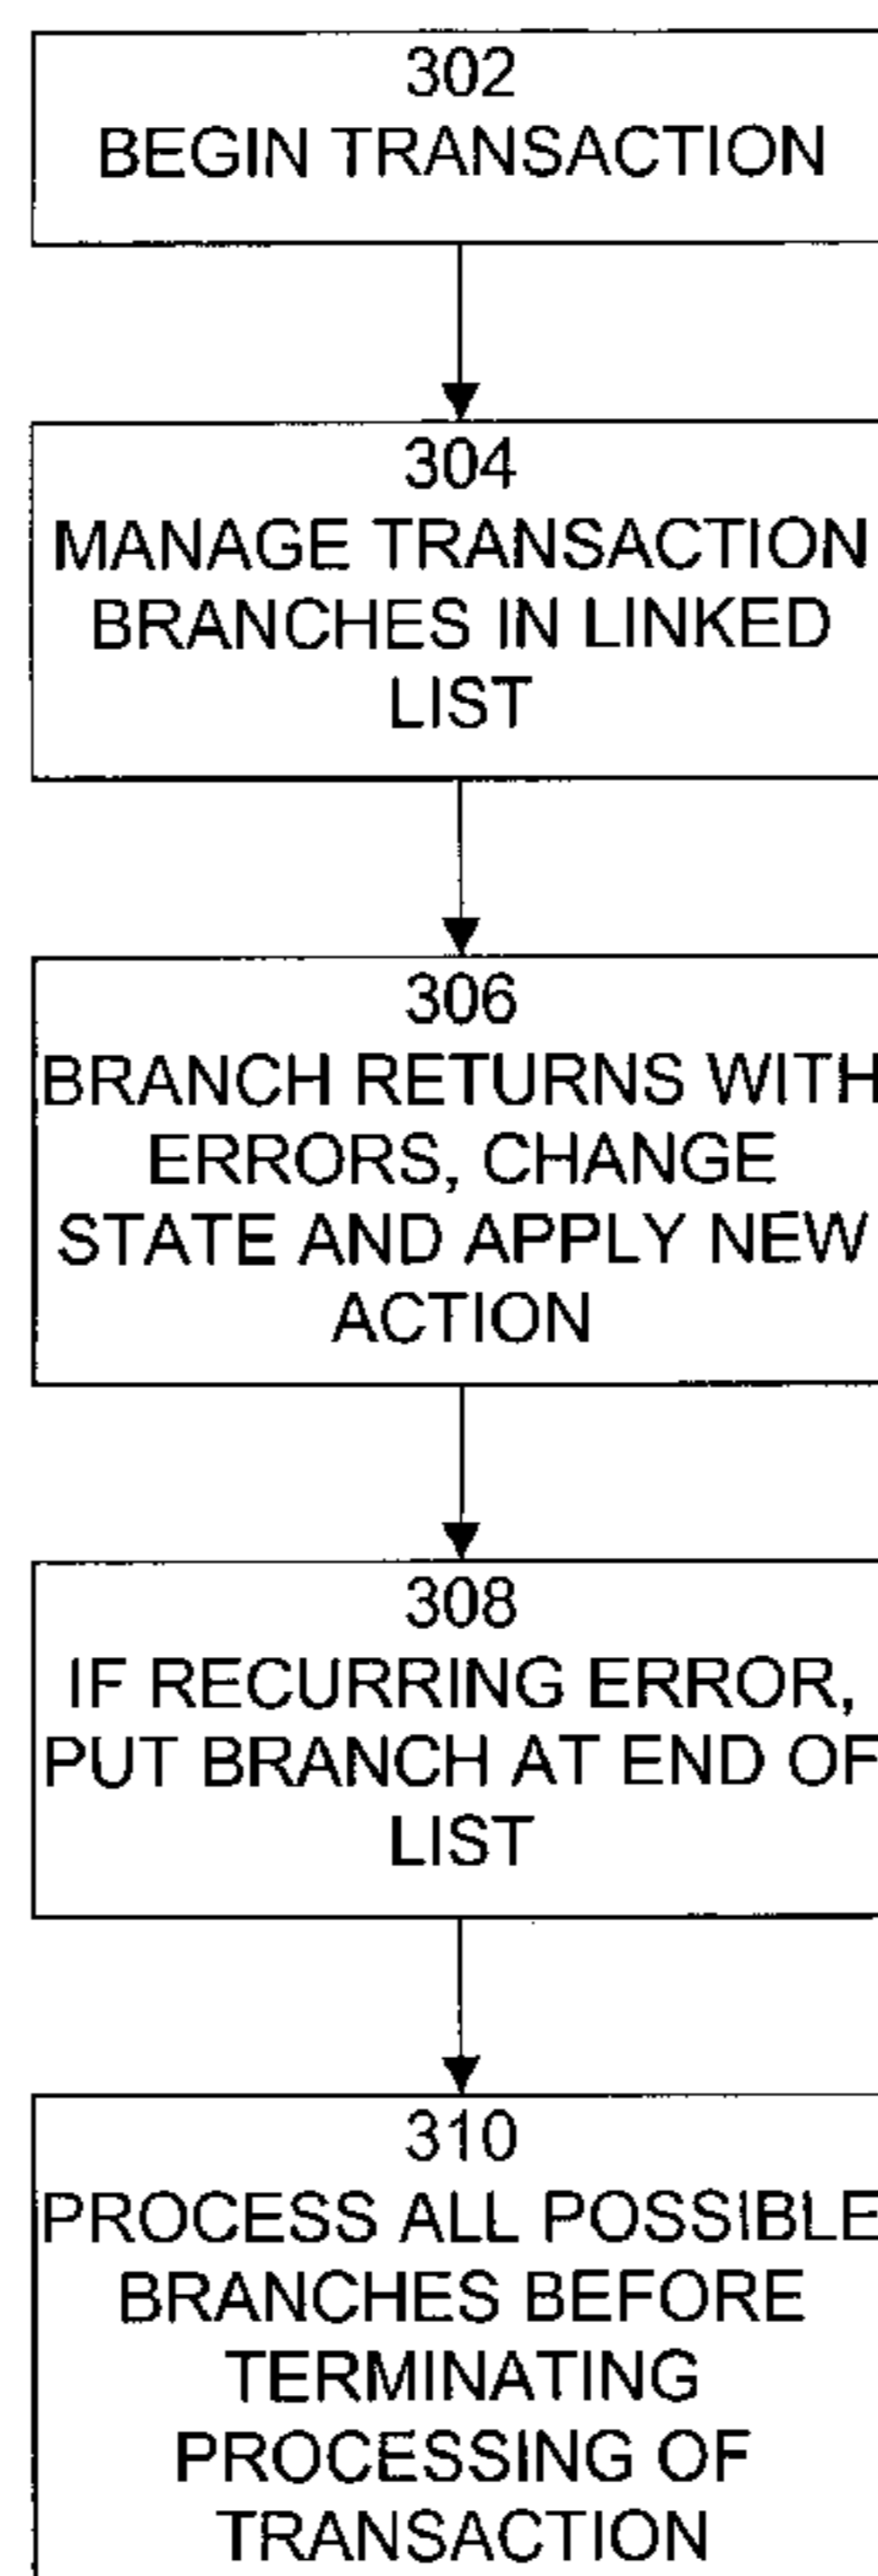 302
BEGIN TRANSACTION
304
MANAGE TRANSACTION
BRANCHES IN LINKED
LIST
306
BRANCH RETURNS WITH
ERRORS, CHANGE
STATE AND APPLY NEW
ACTION
308
IF RECURRING ERROR,
PUT BRANCH AT END OF
LIST
310
PROCESS ALL POSSIBLE
BRANCHES BEFORE
TERMINATING
PROCESSING OF
TRANSACTION